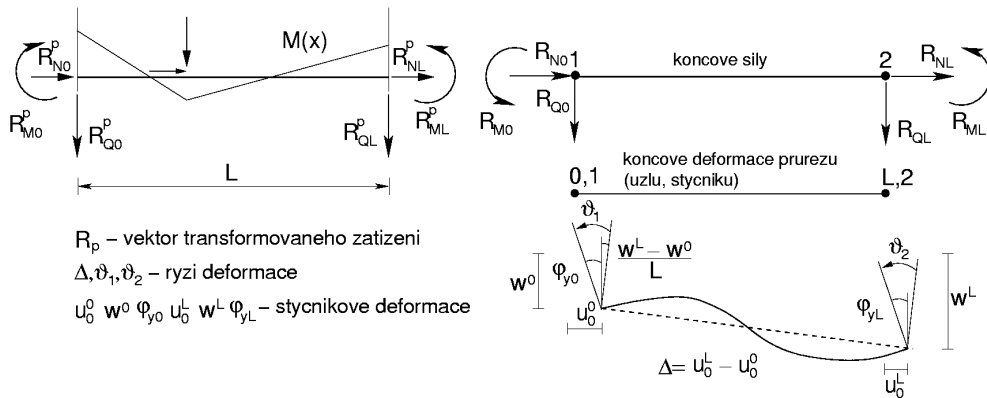 M(x)
R^p_N0
R^p_NL
R^p_M0
R^p_Q0
R^p_QL
R^p_ML
L
R_p – vektor transformovaneho zatizeni
Δ,ϑ_1,ϑ_2 – ryzi deformace
u^0_0 w^0 φ_y0 u^L_0 w^L φ_yL – stycnikove deformace
R_N0
1
koncove sily
2
R_NL
R_M0
R_Q0
R_QL
R_ML
koncove deformace prurezu
0,1
(uzlu, stycniku)
L,2
ϑ_1
w^L – w^0
L
w^0
φ_y0
u^0_0
ϑ_2
φ_yL
w^L
Δ= u^L_0 – u^0_0
u^L_0